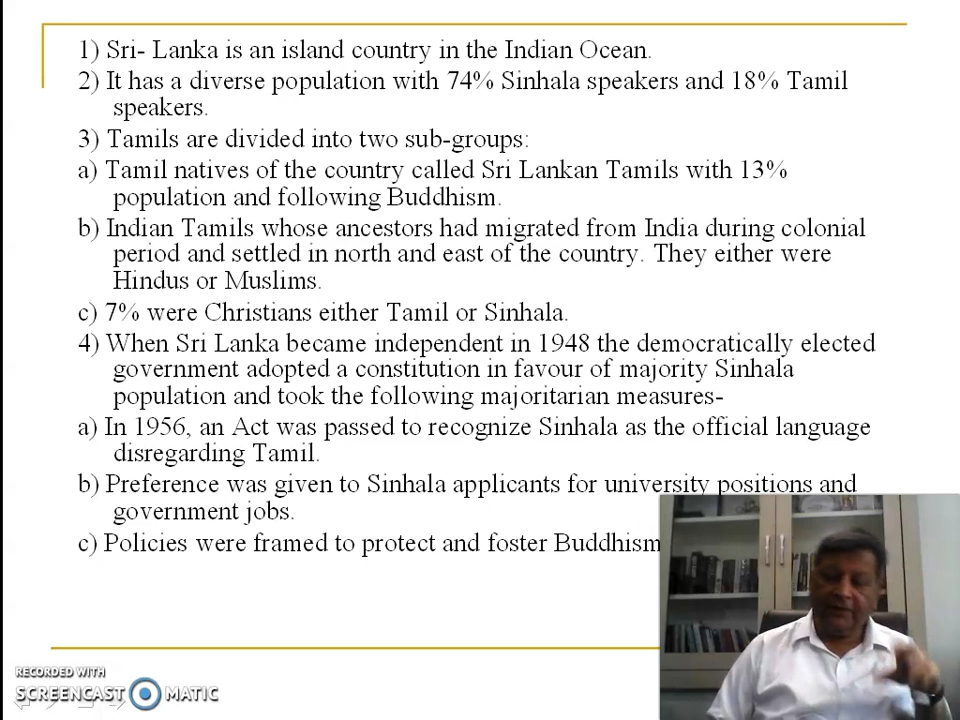 1) Sri- Lanka is an island country in the Indian Ocean.
2) It has a diverse population with 74% Sinhala speakers and 18% Tamil
speakers.
3) Tamils are divided into two sub-groups:
a) Tamil natives of the country called Sri Lankan Tamils with 13%
population and following Buddhism.
b) Indian Tamils whose ancestors had migrated from India during colonial
period and settled in north and east of the country. They either were
Hindus or Muslims.
c) 7% were Christians either Tamil or Sinhala.
4) When Sri Lanka became independent in 1948 the democratically elected
government adopted a constitution in favour of majority Sinhala
population and took the following majoritarian measures-
a) In 1956, an Act was passed to recognize Sinhala as the official language
disregarding Tamil.
b) Preference was given to Sinhala applicants for university positions and
government jobs.
c) Policies were framed to protect and foster Buddhism
RECORDED WITH
SCREENCAST MATIC